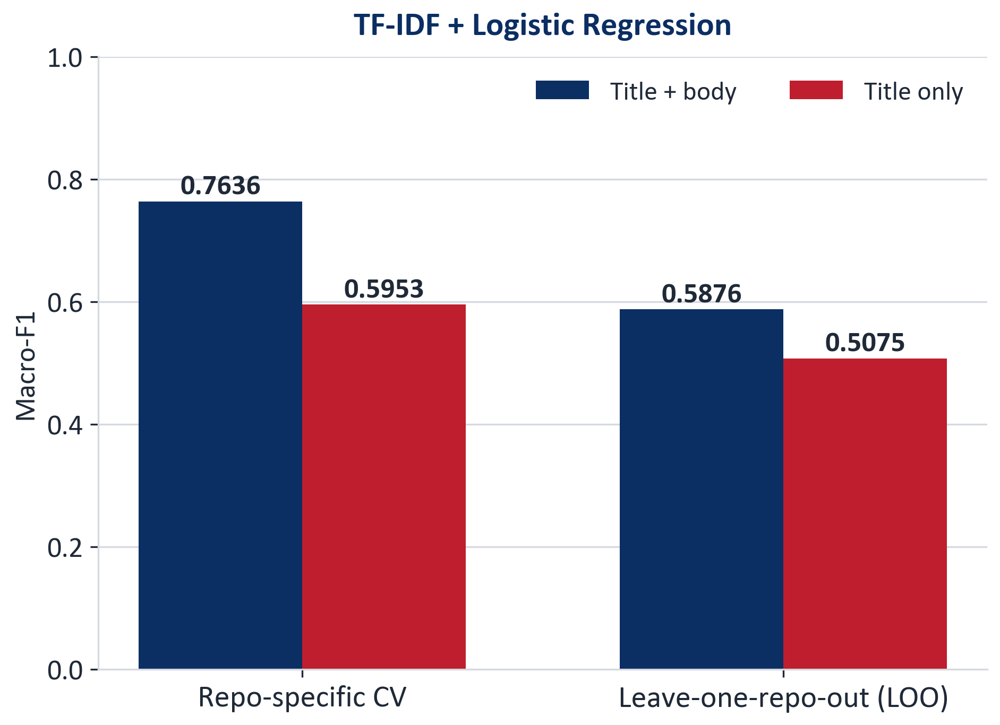 TF-IDF + Logistic Regression
1.0
Title + body
Title only
0.8
0.7636
0.5953
0.6
0.5876
0.5075
Macro-F1
0.4
0.2
0.0
Repo-specific CV
Leave-one-repo-out (LOO)